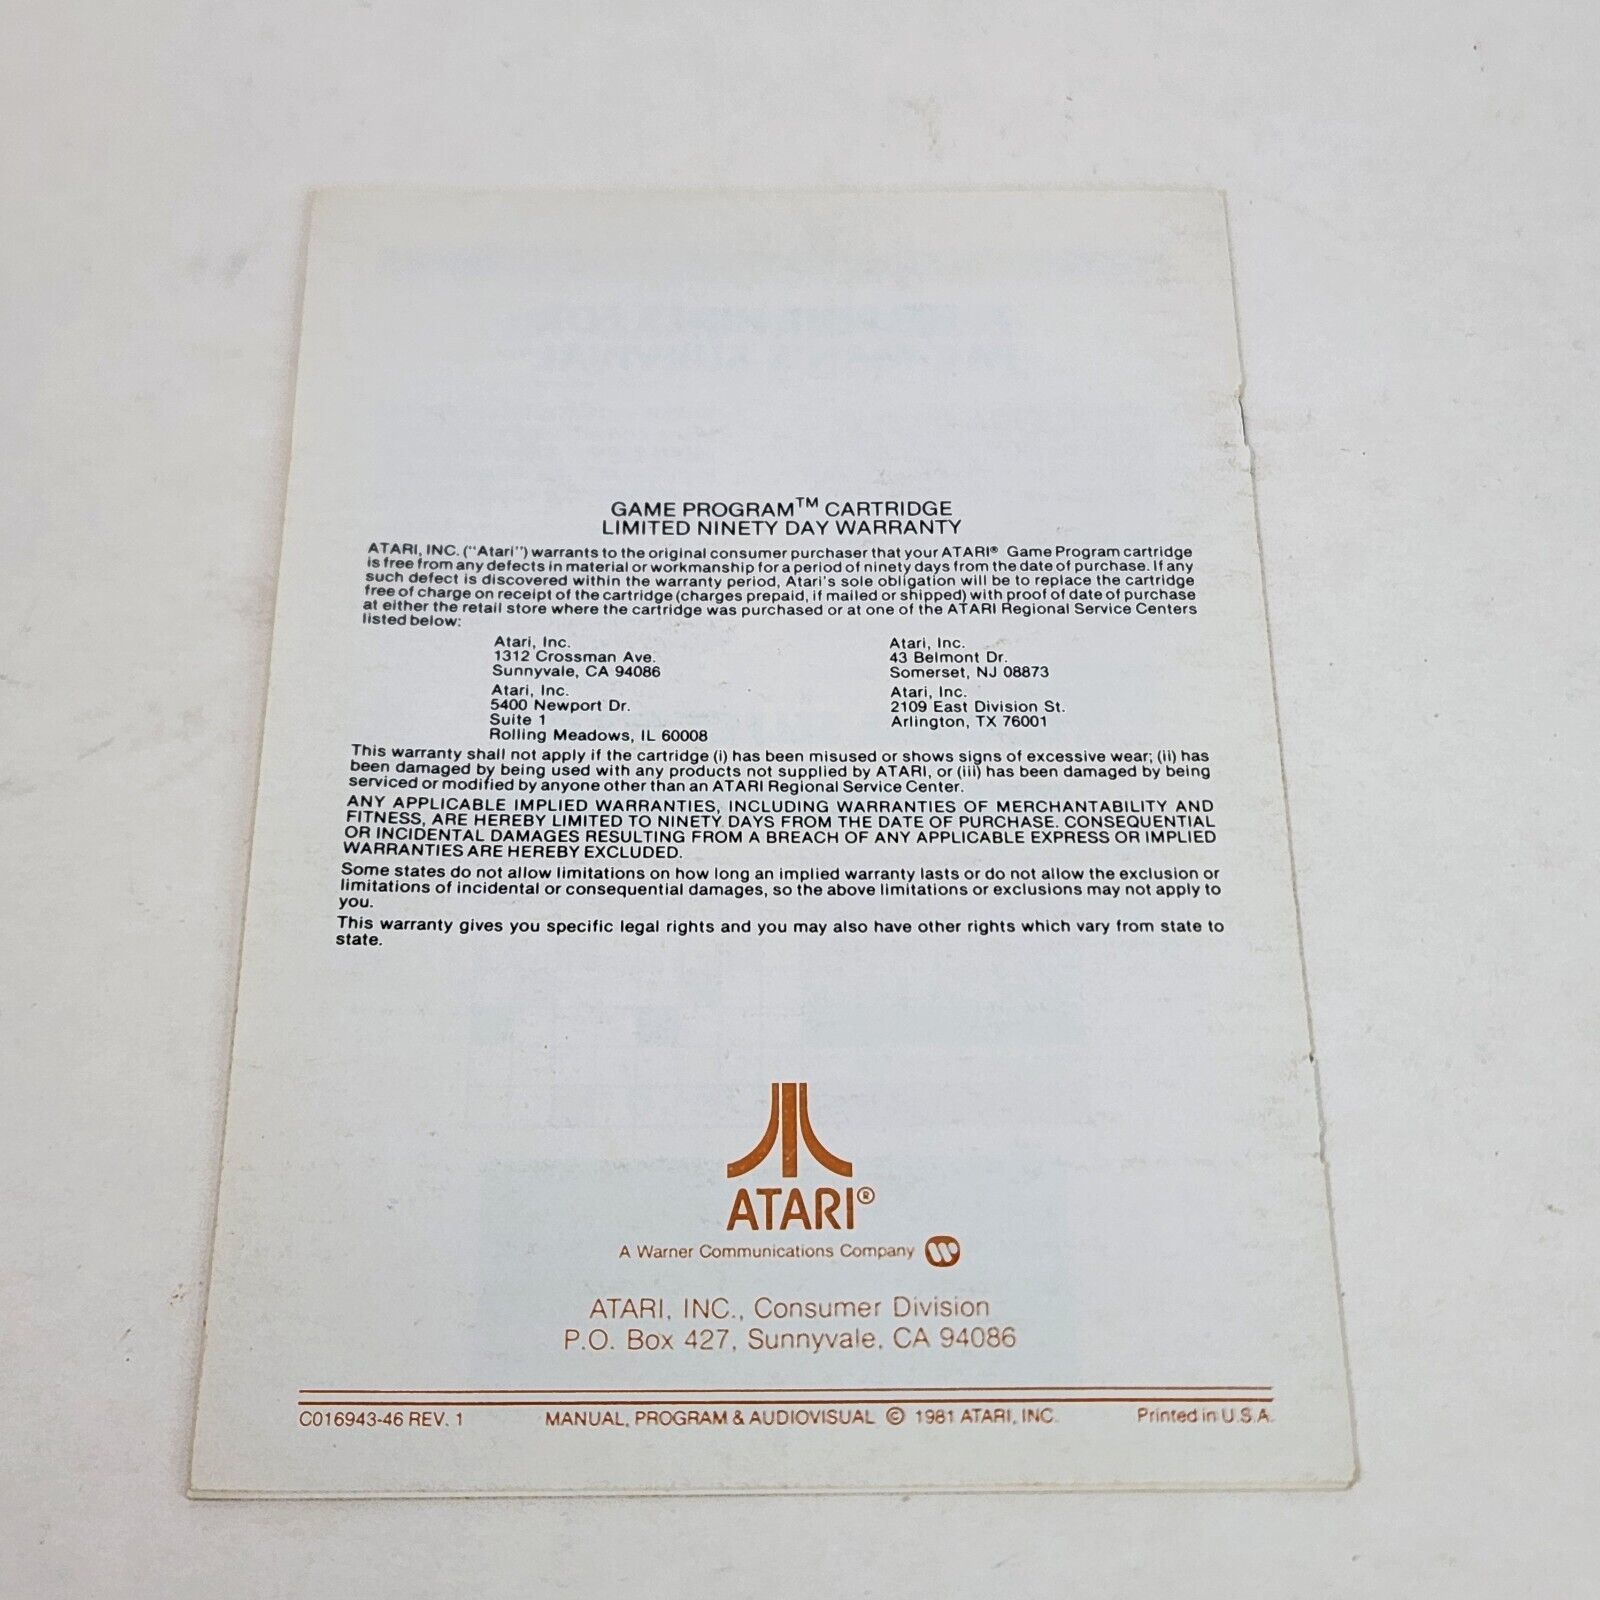 GAME PROGRAM™ CARTRIDGE
LIMITED NINETY DAY WARRANTY
ATARI, INC. ("Atari") warrants to the original consumer purchaser that your ATARI® Game Program cartridge
is free from any defects in material or workmanship for a period of ninety days from the date of purchase. If any
such defect is discovered within the warranty period, Atari's sole obligation will be to replace the cartridge
free of charge on receipt of the cartridge (charges prepaid, if mailed or shipped) with proof of date of purchase
at either the retail store where the cartridge was purchased or at one of the ATARI Regional Service Centers
listed below:
Atari, Inc.
1312 Crossman Ave.
Sunnyvale, CA 94086
Atari, Inc.
5400 Newport Dr.
Suite 1
Rolling Meadows, IL 60008
Atari, Inc.
43 Belmont Dr.
Somerset, NJ 08873
Atari, Inc.
2109 East Division St.
Arlington, TX 76001
This warranty shall not apply if the cartridge (i) has been misused or shows signs of excessive wear; (ii) has
been damaged by being used with any products not supplied by ATARI, or (iii) has been damaged by being
serviced or modified by anyone other than an ATARI Regional Service Center.
ANY APPLICABLE IMPLIED WARRANTIES, INCLUDING WARRANTIES OF MERCHANTABILITY AND
FITNESS, ARE HEREBY LIMITED TO NINETY DAYS FROM THE DATE OF PURCHASE. CONSEQUENTIAL
OR INCIDENTAL DAMAGES RESULTING FROM A BREACH OF ANY APPLICABLE EXPRESS OR IMPLIED
WARRANTIES ARE HEREBY EXCLUDED.
Some states do not allow limitations on how long an implied warranty lasts or do not allow the exclusion or
limitations of incidental or consequential damages, so the above limitations or exclusions may not apply to
you.
This warranty gives you specific legal rights and you may also have other rights which vary from state to
state.
ATARI®
A Warner Communications Company
ATARI, INC., Consumer Division
P.O. Box 427, Sunnyvale, CA 94086
C016943-46 REV. 1 MANUAL, PROGRAM & AUDIOVISUAL © 1981 ATARI, INC. Printed in U.S.A.